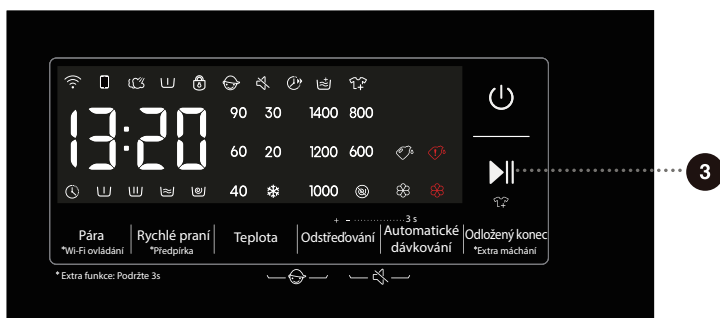 90 30 1400 800
13:20
60 20 1200 600
40 1000
+ - 3 s
Pára
*Wi-Fi ovládání
Rychlé praní
*Předpírka
Teplota
Odstřeďování
Automatické
dávkování
Odložený konec
*Extra máchání
* Extra funkce: Podržte 3s
3